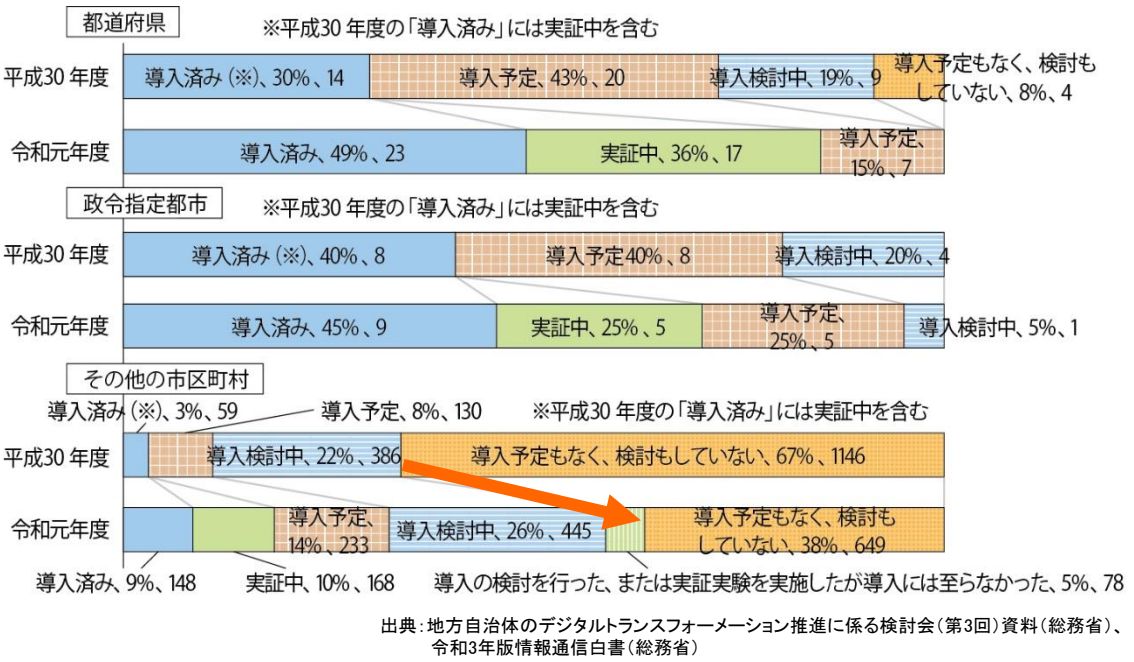 都道府県
※平成30年度の「導入済み」には実証中を含む
平成30年度
導入済み(※)、30%、14
導入予定、43%、20
導入検討中、19%、9
導入予定もなく、検討も
していない、8%、4
令和元年度
導入済み、49%、23
実証中、36%、17
導入予定、
15%、7
政令指定都市
※平成30年度の「導入済み」には実証中を含む
平成30年度
導入済み(※)、40%、8
導入予定40%、8
導入検討中、20%、4
令和元年度
導入済み、45%、9
実証中、25%、5
導入予定、
25%、5
導入検討中、5%、1
その他の市区町村
導入済み(※)、3%、59
導入予定、8%、130
※平成30年度の「導入済み」には実証中を含む
平成30年度
導入検討中、22%、386
導入予定もなく、検討もしていない、67%、1146
令和元年度
導入予定、
14%、233
導入検討中、26%、445
導入予定もなく、検討も
していない、38%、649
導入済み、9%、148
実証中、10%、168
導入の検討を行った、または実証実験を実施したが導入には至らなかった、5%、78
出典:地方自治体のデジタルトランスフォーメーション推進に係る検討会(第3回)資料(総務省)、
令和3年版情報通信白書(総務省)